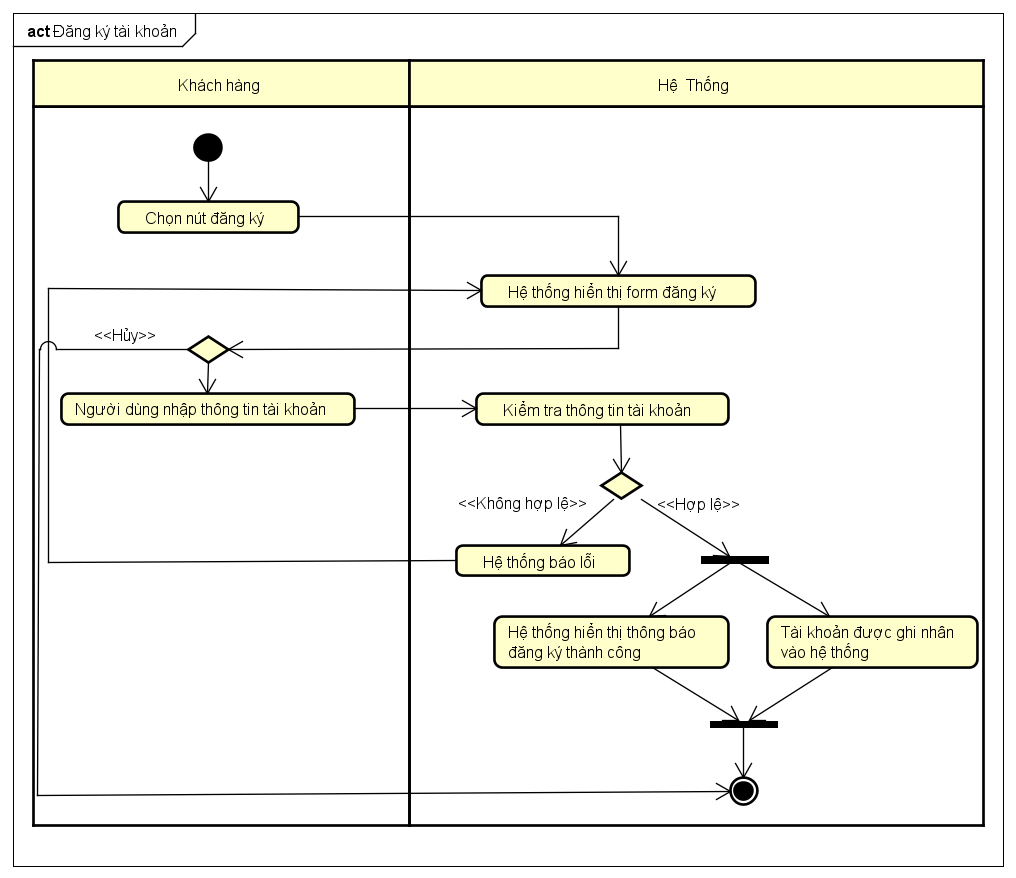 act Đăng ký tài khoản
Khách hàng
Hệ Thống
Chọn nút đăng ký
Hệ thống hiển thị form đăng ký
<<Hủy>>
Người dùng nhập thông tin tài khoản
Kiểm tra thông tin tài khoản
<<Không hợp lệ>>
<<Hợp lệ>>
Hệ thống báo lỗi
Hệ thống hiển thị thông báo
đăng ký thành công
Tài khoản được ghi nhân
vào hệ thống